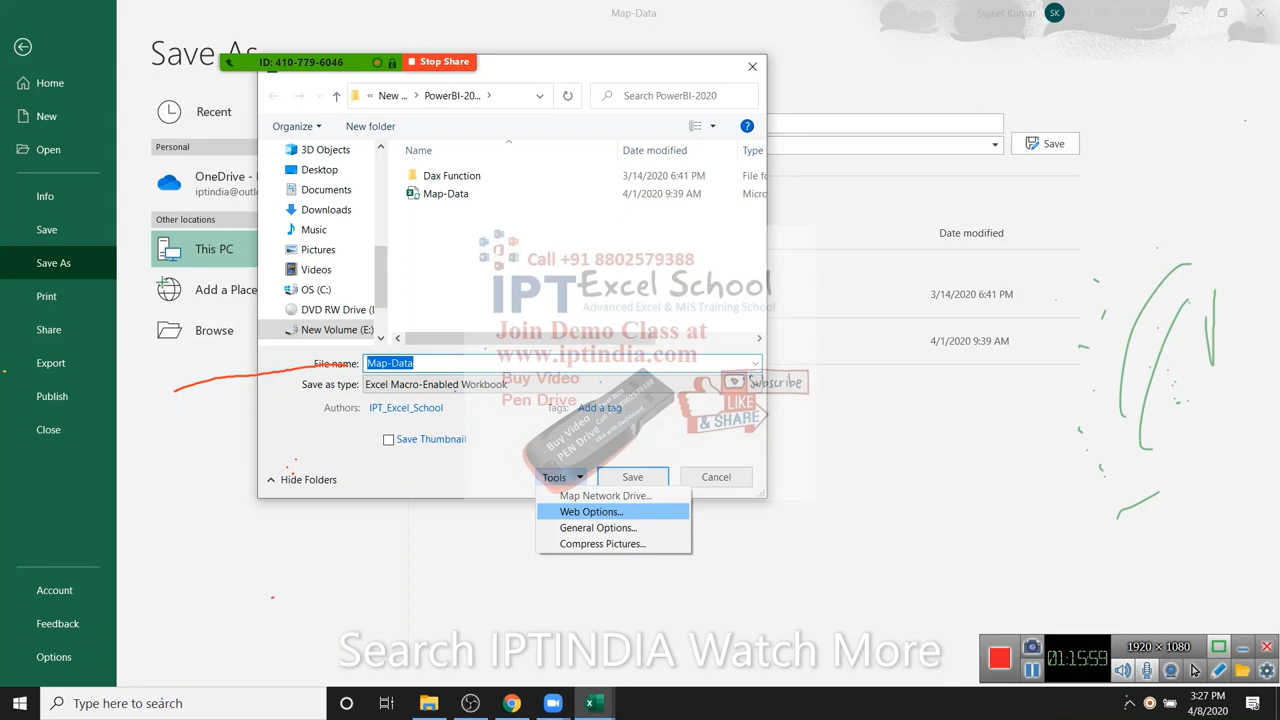 Map-Data
Sujeet Kumar
SK
Save As
ID: 410-779-6046
Stop Share
Home
New
Open
Info
Save
Save As
Print
Share
Export
Publish
Close
Account
Feedback
Options
Recent
Personal
OneDrive -
iptindia@outlo
Other locations
This PC
Add a Place
Browse
« New ... › PowerBI-20... ›
Search PowerBI-2020
Organize
New folder
3D Objects
Desktop
Documents
Downloads
Music
Pictures
Videos
OS (C:)
DVD RW Drive (
New Volume (E:)
Name
Date modified
Type
Dax Function
3/14/2020 6:41 PM
File fo
Map-Data
4/1/2020 9:39 AM
Micro
Save
Date modified
3/14/2020 6:41 PM
4/1/2020 9:39 AM
Call +91 8802579388
IPT Excel School
Advanced Excel & MIS Training School
Join Demo Class at
www.iptindia.com
Buy Video
Pen Drive
LIKE
& SHARE
File name:
Map-Data
Save as type:
Excel Macro-Enabled Workbook
Authors:
IPT_Excel_School
Tags:
Add a tag
Save Thumbnail
Hide Folders
Tools
Save
Cancel
Map Network Drive...
Web Options...
General Options...
Compress Pictures...
Search IPTINDIA Watch More
1920 × 1080
01:15:59
Type here to search
3:27 PM
4/8/2020